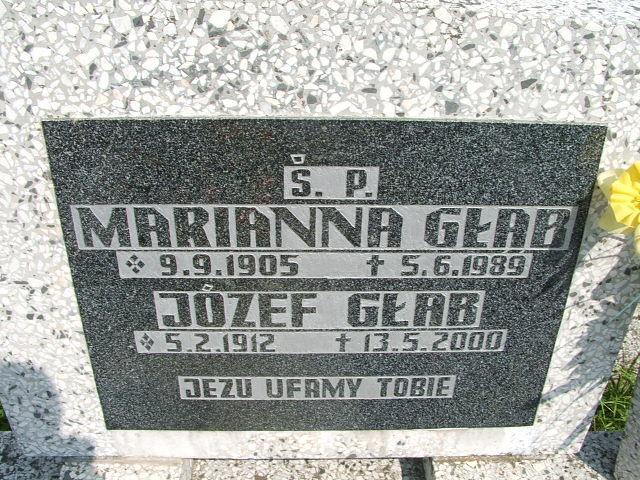 Ś. P.
MARIANNA GŁAB
❖ 9.9.1905 † 5.6.1989
JÓZEF GŁAB
❖ 5.2.1912 † 13.5.2000
JEZU UFAMY TOBIE